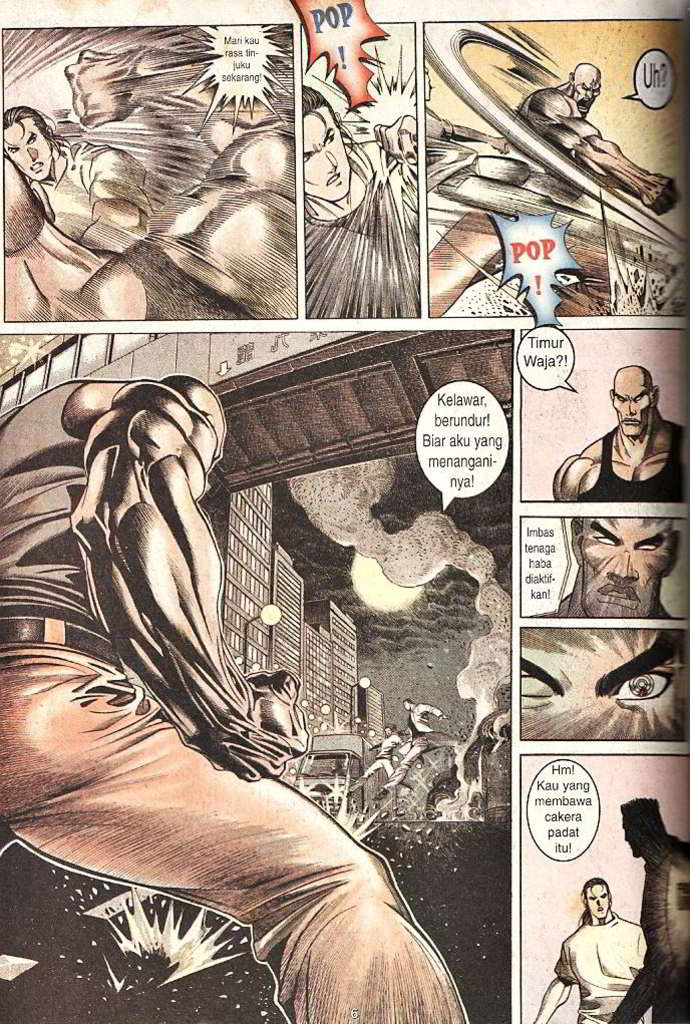 Mari kau
rasa tin-
juku
sekarang!
POP
!
Uh?
POP
!
Kelawar,
berundur!
Biar aku yang
menangani-
nya!
Timur
Waja?!
Imbas
tenaga
haba
diaktif-
kan!
Hm!
Kau yang
membawa
cakera
padat
itu!
6